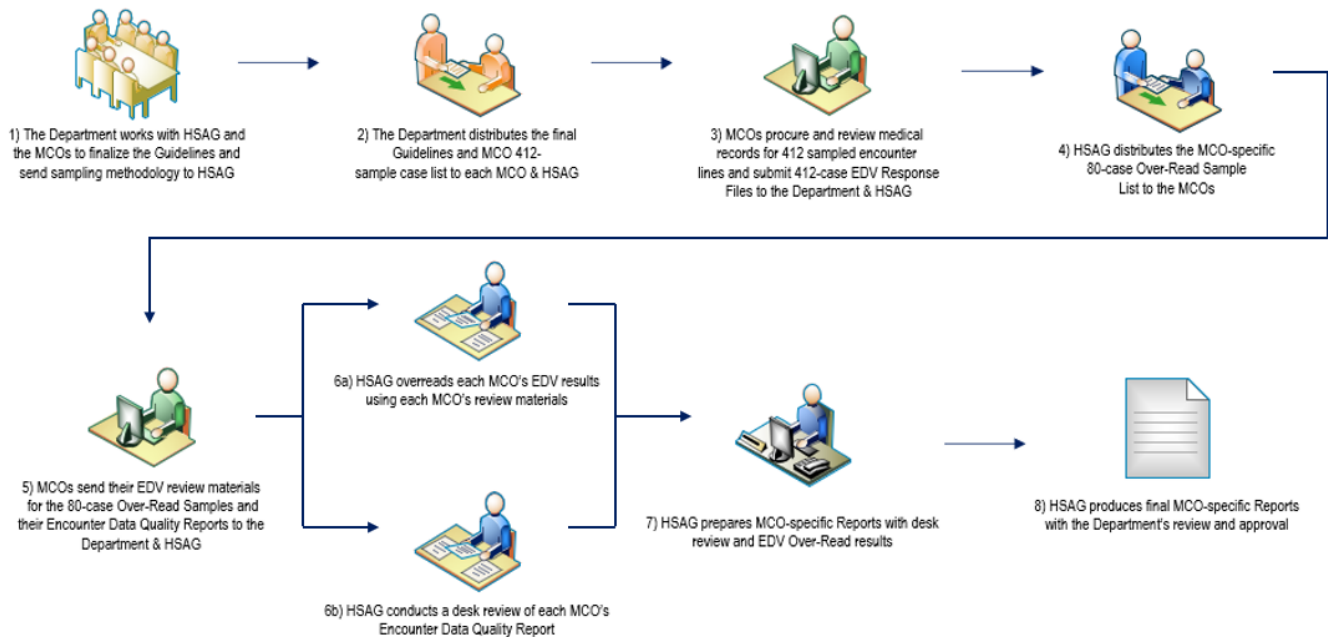 1) The Department works with HSAG and
the MCOs to finalize the Guidelines and
send sampling methodology to HSAG
2) The Department distributes the final
Guidelines and MCO 412-
sample case list to each MCO & HSAG
3) MCOs procure and review medical
records for 412 sampled encounter
lines and submit 412-case EDV Response
Files to the Department & HSAG
4) HSAG distributes the MCO-specific
80-case Over-Read Sample
List to the MCOs
5) MCOs send their EDV review materials
for the 80-case Over-Read Samples and
their Encounter Data Quality Reports to the
Department & HSAG
6a) HSAG overreads each MCO's EDV results
using each MCO's review materials
6b) HSAG conducts a desk review of each MCO's
Encounter Data Quality Report
7) HSAG prepares MCO-specific Reports with desk
review and EDV Over-Read results
8) HSAG produces final MCO-specific Reports
with the Department's review and approval